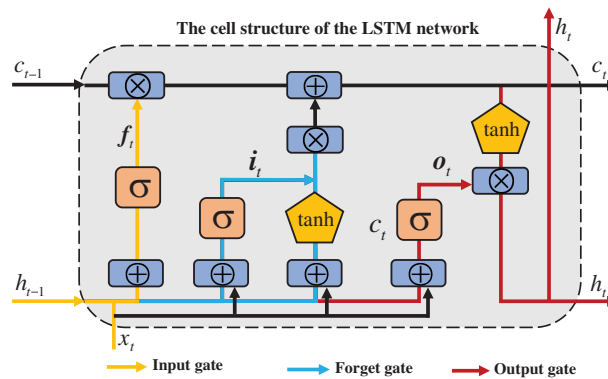 The cell structure of the LSTM network
h_t
c_{t-1}
c_t
f_t
i_t
tanh
o_t
σ
σ
tanh
c_t
σ
h_{t-1}
h_t
x_t
Input gate
Forget gate
Output gate